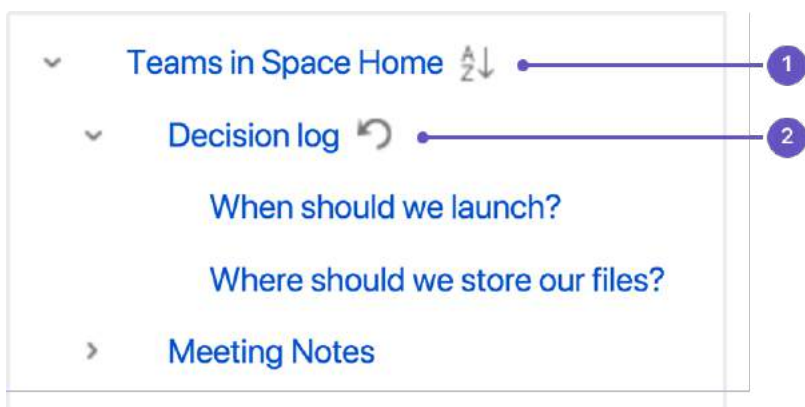 Teams in Space Home 1
Decision log 2
When should we launch?
Where should we store our files?
Meeting Notes